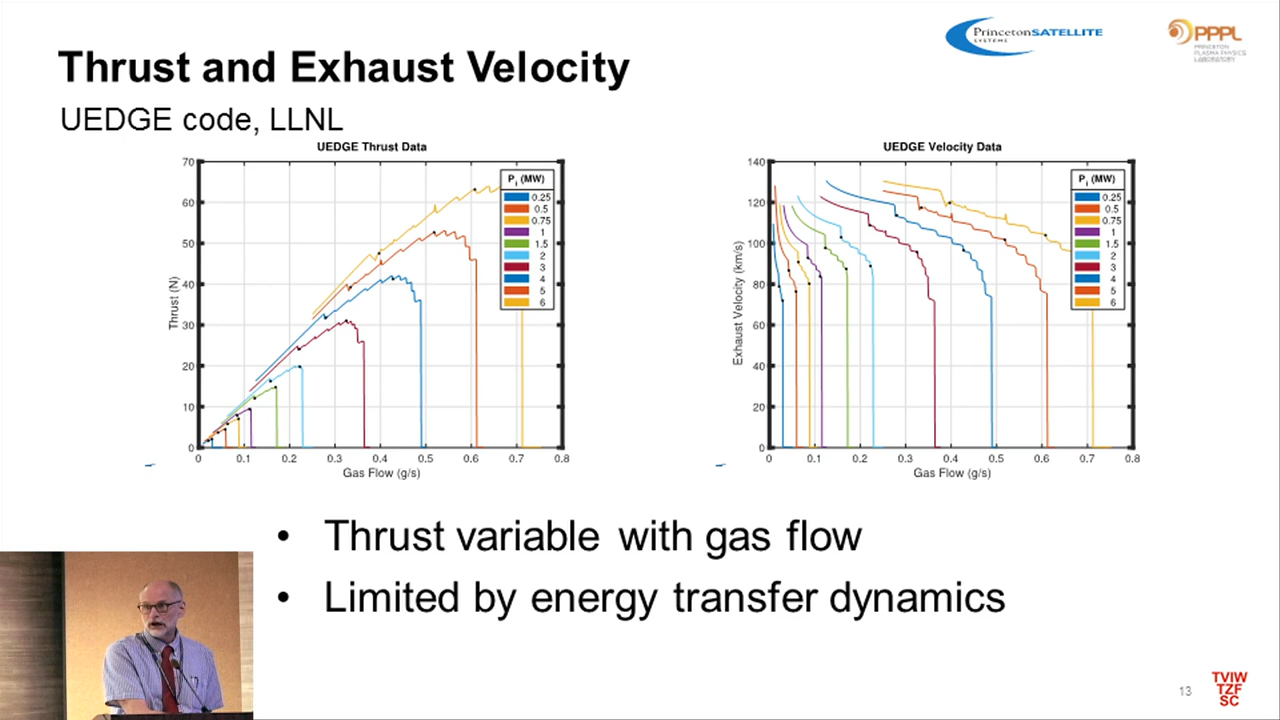 PrincetonSATELLITE
SYSTEMS
PPPL
PRINCETON
PLASMA PHYSICS
LABORATORY
Thrust and Exhaust Velocity
UEDGE code, LLNL
UEDGE Thrust Data
70
60
50
40
30
20
10
0
Thrust (N)
0 0.1 0.2 0.3 0.4 0.5 0.6 0.7 0.8
Gas Flow (g/s)
Pi (MW)
0.25
0.5
0.75
1
1.5
2
3
4
5
6
UEDGE Velocity Data
140
120
100
80
60
40
20
0
Exhaust Velocity (km/s)
0 0.1 0.2 0.3 0.4 0.5 0.6 0.7 0.8
Gas Flow (g/s)
Pi (MW)
0.25
0.5
0.75
1
1.5
2
3
4
5
6
• Thrust variable with gas flow
• Limited by energy transfer dynamics
13
TVIW
TZF
SC